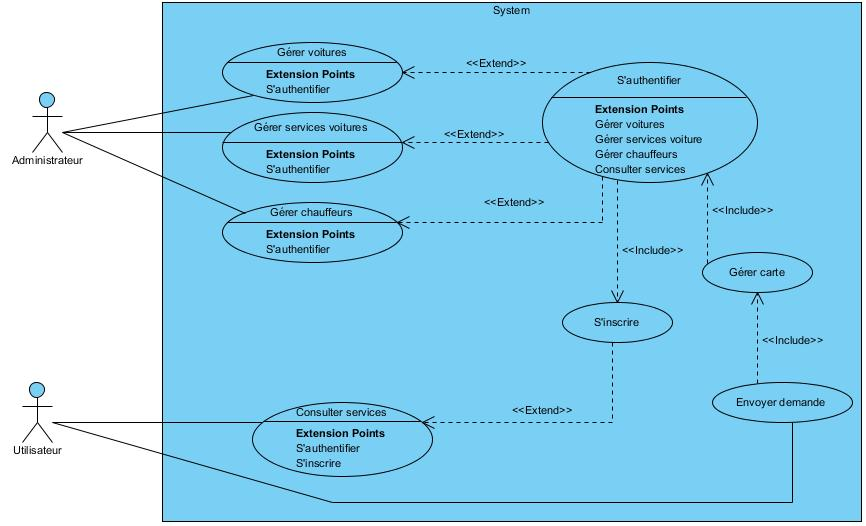 System
Gérer voitures
Extension Points
S'authentifier
<<Extend>>
S'authentifier
Extension Points
Gérer voitures
Gérer services voiture
Gérer chauffeurs
Consulter services
Administrateur
Gérer services voitures
Extension Points
S'authentifier
<<Extend>>
Gérer chauffeurs
Extension Points
S'authentifier
<<Extend>>
<<Include>>
<<Include>>
Gérer carte
S'inscrire
<<Include>>
Envoyer demande
Utilisateur
Consulter services
Extension Points
S'authentifier
S'inscrire
<<Extend>>